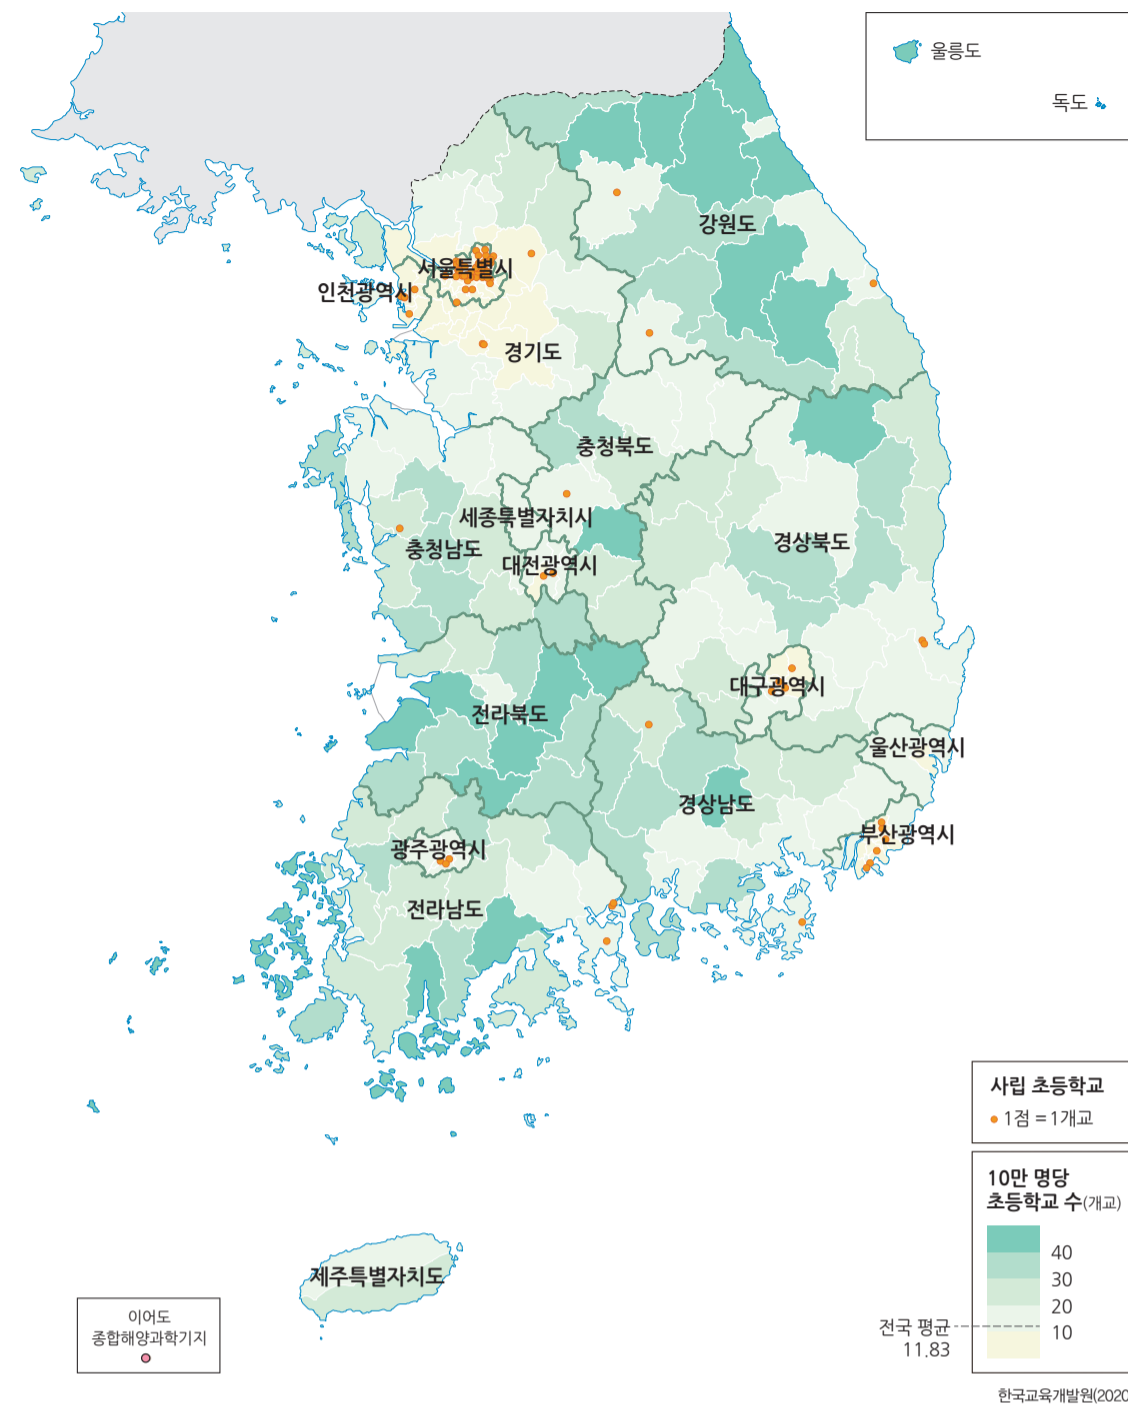 울릉도
독도
강원도
서울특별시
인천광역시
경기도
충청북도
세종특별자치시
충청남도
경상북도
대전광역시
대구광역시
전라북도
울산광역시
경상남도
부산광역시
광주광역시
전라남도
제주특별자치도
이어도
종합해양과학기지
사립 초등학교
1점 = 1개교
10만 명당
초등학교 수(개교)
40
30
20
10
전국 평균
11.83
한국교육개발원(2020